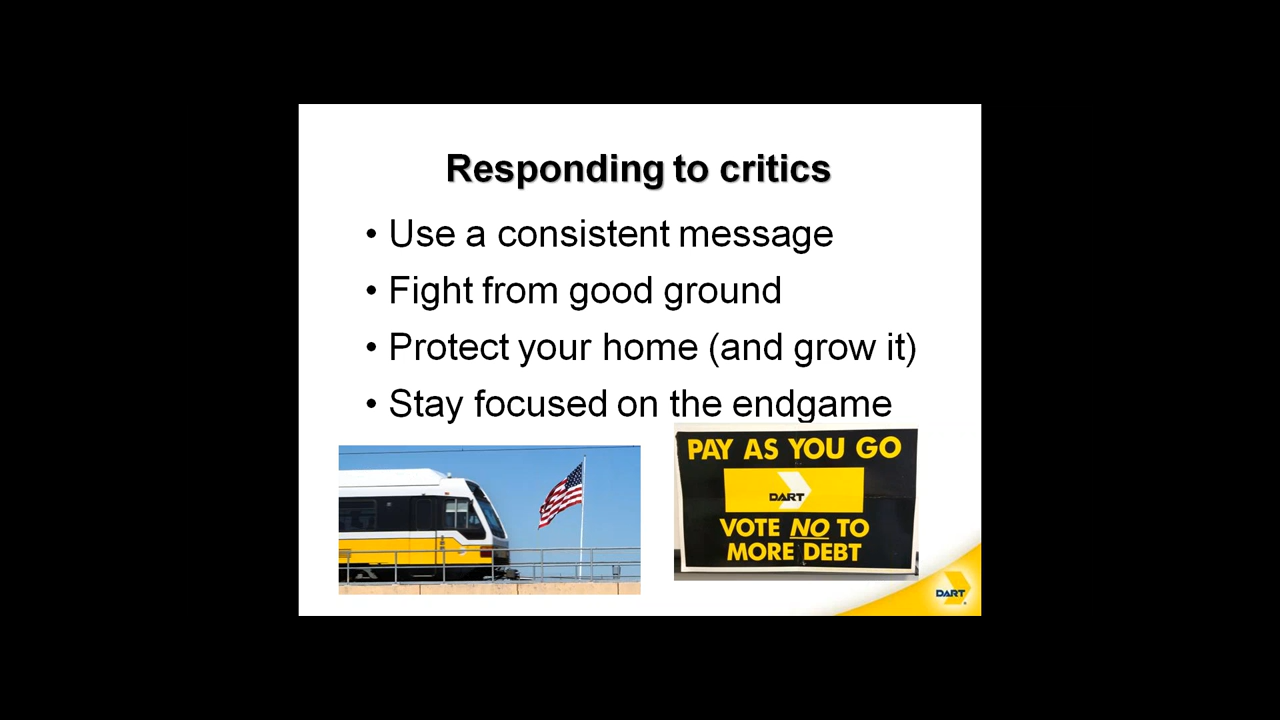 Responding to critics
• Use a consistent message
• Fight from good ground
• Protect your home (and grow it)
• Stay focused on the endgame
PAY AS YOU GO
DART
VOTE NO TO
MORE DEBT
DART